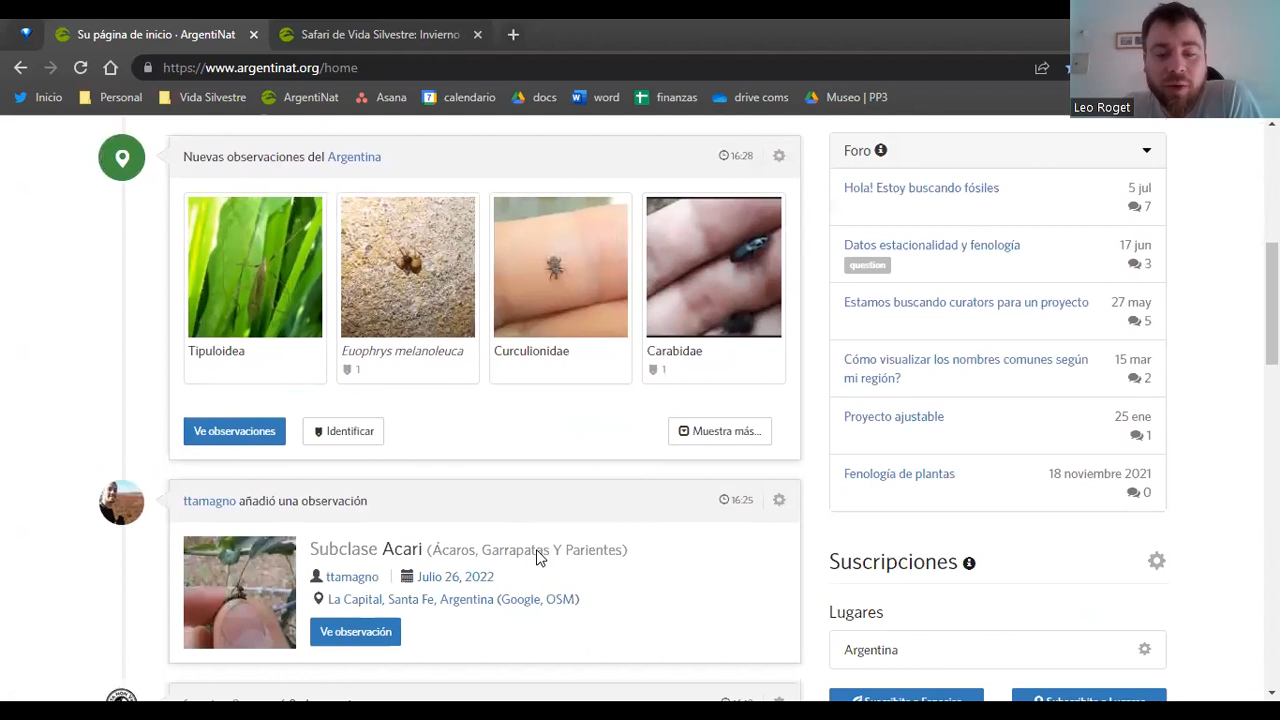 Su página de inicio · ArgentiNat
Safari de Vida Silvestre: Invierno
https://www.argentinat.org/home
Inicio
Personal
Vida Silvestre
ArgentiNat
Asana
calendario
docs
word
finanzas
drive coms
Museo | PP3
Leo Roget
Nuevas observaciones del Argentina
16:28
Tipuloidea
Euophrys melanoleuca
1
Curculionidae
Carabidae
1
Ve observaciones
Identificar
Muestra más...
ttamagno añadió una observación
16:25
Subclase Acari (Ácaros, Garrapatas Y Parientes)
ttamagno
Julio 26, 2022
La Capital, Santa Fe, Argentina (Google, OSM)
Ve observación
Foro
Hola! Estoy buscando fósiles
5 jul
7
Datos estacionalidad y fenología
17 jun
question
3
Estamos buscando curators para un proyecto
27 may
5
Cómo visualizar los nombres comunes según
mi región?
15 mar
2
Proyecto ajustable
25 ene
1
Fenología de plantas
18 noviembre 2021
0
Suscripciones
Lugares
Argentina